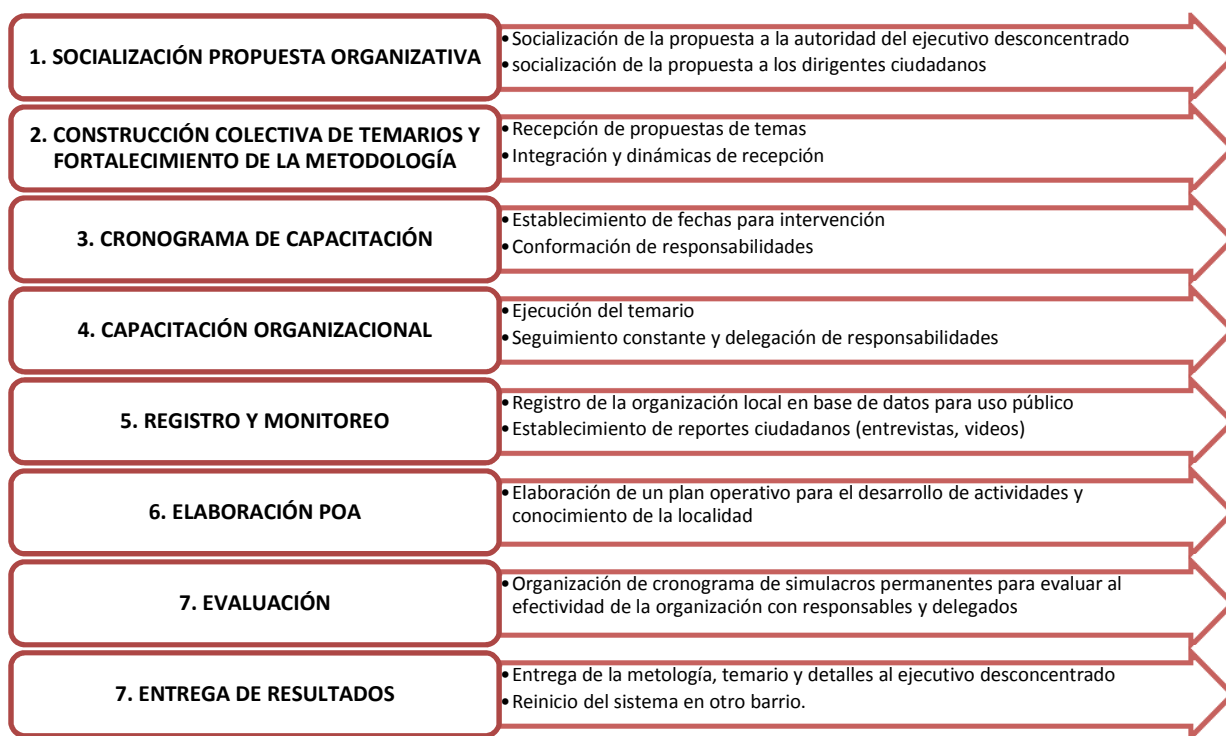 1. SOCIALIZACIÓN PROPUESTA ORGANIZATIVA
• Socialización de la propuesta a la autoridad del ejecutivo desconcentrado
• socialización de la propuesta a los dirigentes ciudadanos
2. CONSTRUCCIÓN COLECTIVA DE TEMARIOS Y
FORTALECIMIENTO DE LA METODOLOGÍA
• Recepción de propuestas de temas
• Integración y dinámicas de recepción
3. CRONOGRAMA DE CAPACITACIÓN
• Establecimiento de fechas para intervención
• Conformación de responsabilidades
4. CAPACITACIÓN ORGANIZACIONAL
• Ejecución del temario
• Seguimiento constante y delegación de responsabilidades
5. REGISTRO Y MONITOREO
• Registro de la organización local en base de datos para uso público
• Establecimiento de reportes ciudadanos (entrevistas, videos)
6. ELABORACIÓN POA
• Elaboración de un plan operativo para el desarrollo de actividades y
conocimiento de la localidad
7. EVALUACIÓN
• Organización de cronograma de simulacros permanentes para evaluar al
efectividad de la organización con responsables y delegados
7. ENTREGA DE RESULTADOS
• Entrega de la metología, temario y detalles al ejecutivo desconcentrado
• Reinicio del sistema en otro barrio.